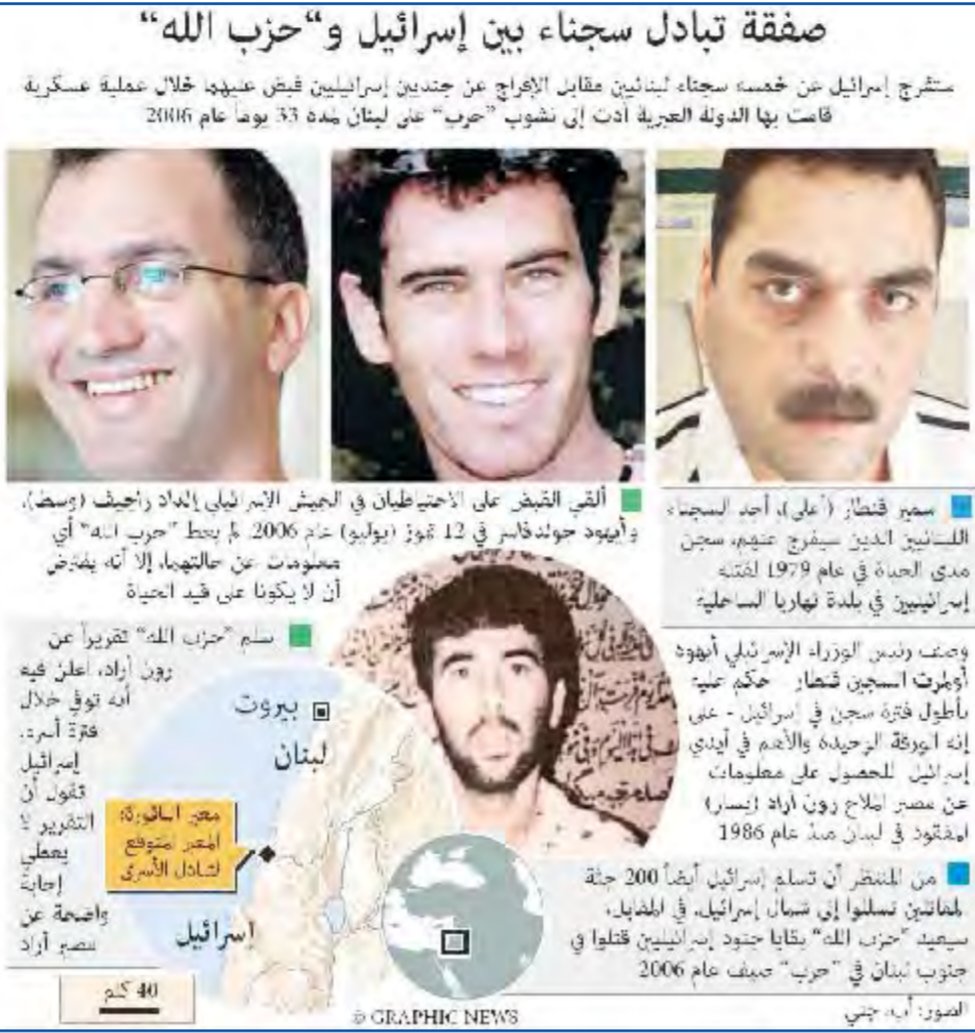 صفقة تبادل سجناء بين إسرائيل و“حزب الله“
ستفرج إسرائيل عن خمسة سجناء لبنانيين مقابل الإفراج عن جنديين إسرائيليين قبض عليهما خلال عملية عسكرية
قامت بها الدولة العبرية أدت إلى نشوب "حرب" على لبنان لمدة 33 يوماً عام 2006
سمير قنطار (أعلى)، أحد السجناء
اللبنانيين الذين سيفرج عنهم، سجن
مدى الحياة في عام 1979 لقتله
إسرائيليين في بلدة نهاريا الساحلية
ألقي القبض على الاحتياطيان في الجيش الإسرائيلي إلداد راجيف (وسط)،
وأيهود جولدفاسر في 12 تموز (يوليو) عام 2006. لم يعط "حزب الله" أي
معلومات عن حالتهما، إلا أنه يفترض
أن لا يكونا على قيد الحياة
وصف رئيس الوزراء الإسرائيلي أيهود
أولمرت السجين قنطار - حكم عليه
بأطول فترة سجن في إسرائيل - على
إنه الورقة الوحيدة والأهم في أيدي
إسرائيل للحصول على معلومات
عن مصير الملاح رون أراد (يسار)
المفقود في لبنان منذ عام 1986
سلم "حزب الله" تقريراً عن
رون أراد، أعلن فيه
أنه توفي خلال
فترة أسره.
إسرائيل
تقول أن
التقرير لا
يعطي
إجابة
واضحة عن
مصير أراد
بيروت
لبنان
معبر الناقورة:
المعبر المتوقع
لتبادل الأسرى
اسرائيل
40 كلم
من المنتظر أن تسلم إسرائيل أيضاً 200 جثة
لمقاتلين تسللوا إلى شمال إسرائيل. في المقابل،
سيعيد "حزب الله" بقايا جنود إسرائيليين قتلوا في
جنوب لبنان في "حرب" صيف عام 2006
الصور: أب، جتي
© GRAPHIC NEWS